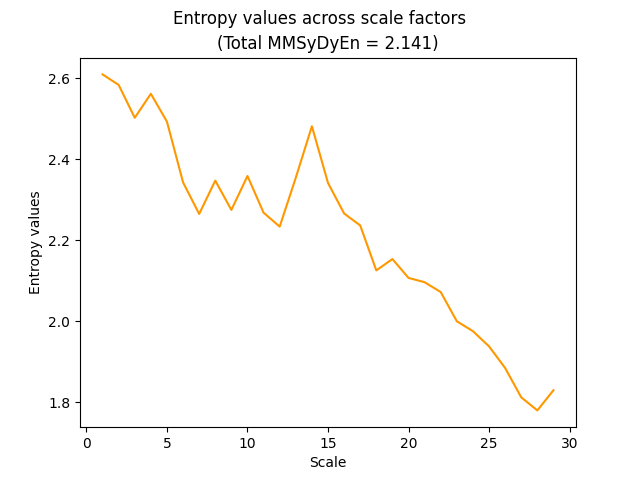 Entropy values across scale factors
(Total MMSyDyEn = 2.141)
2.6
2.4
2.2
2.0
1.8
Entropy values
0 5 10 15 20 25 30
Scale